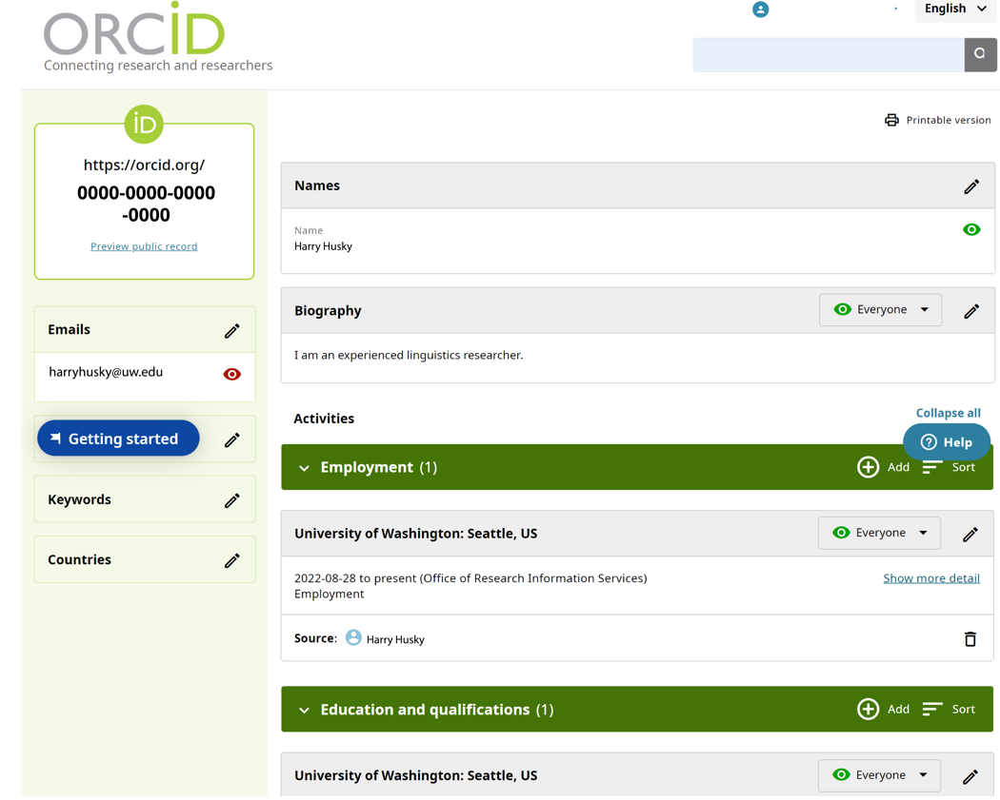 English
ORCiD
Connecting research and researchers
Printable version
iD
https://orcid.org/
0000-0000-0000
-0000
Preview public record
Emails
harryhusky@uw.edu
Getting started
Keywords
Countries
Names
Name
Harry Husky
Biography
Everyone
I am an experienced linguistics researcher.
Activities
Collapse all
Help
Employment (1)
Add
Sort
University of Washington: Seattle, US
Everyone
2022-08-28 to present (Office of Research Information Services)
Show more detail
Employment
Source:
Harry Husky
Education and qualifications (1)
Add
Sort
University of Washington: Seattle, US
Everyone